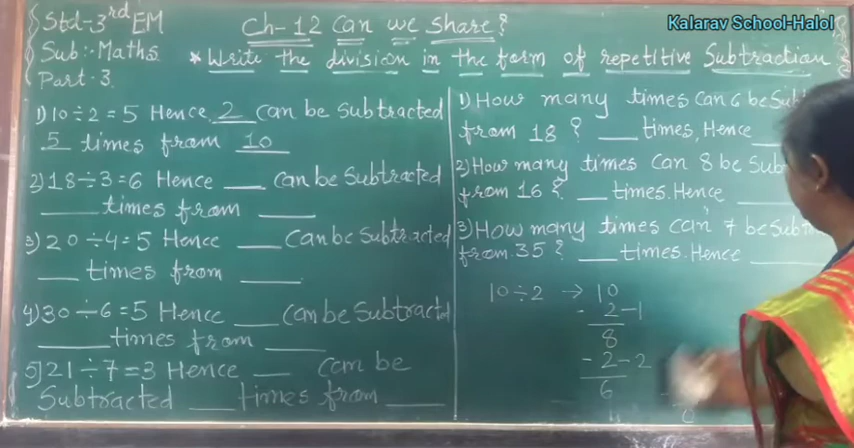 Kalarav School-Halol
Std-3rd EM
Sub:- Maths
Part-3
Ch-12 Can we Share?
* Write the division in the form of repetitive Subtraction
1) 10÷2=5 Hence 2 can be Subtracted
5 times from 10
2) 18÷3=6 Hence ___ can be Subtracted
___ times from ___
3) 20÷4=5 Hence ___ can be Subtracted
___ times from ___
4) 30÷6=5 Hence ___ can be Subtracted
___ times from ___
5) 21÷7=3 Hence ___ can be
Subtracted ___ times from ___
1) How many times can 6 be
from 18? ___ times, Hence ___
2) How many times can 8 be
from 16? ___ times. Hence ___
3) How many times can 7 be
from 35? ___ times. Hence ___
10÷2 → 10
- 2-1
8
- 2-2
6